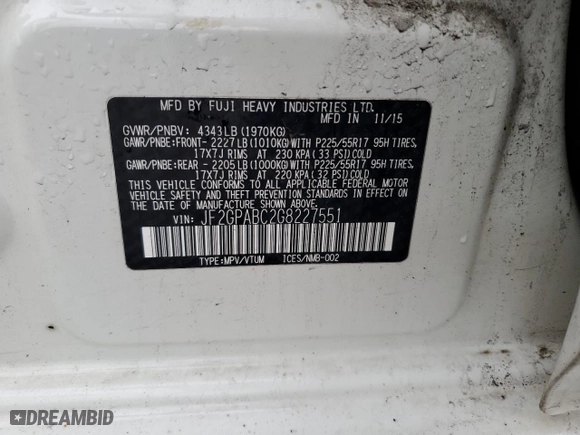 MFD BY FUJI HEAVY INDUSTRIES LTD.
MFD IN 11/15
GVWR/PNBV: 4343LB(1970KG)
GAWR/PNBE:FRONT- 2227LB(1010KG)WITH P225/55R17 95H TIRES,
17X7J RIMS AT 230 KPA(33 PSI)COLD
GAWR/PNBE:REAR - 2205LB(1000KG)WITH P225/55R17 95H TIRES,
17X7J RIMS AT 220 KPA(32 PSI)COLD
THIS VEHICLE CONFORMS TO ALL APPLICABLE FEDERAL MOTOR
VEHICLE SAFETY AND THEFT PREVENTION STANDARDS IN EFFECT
ON THE DATE OF MANUFACTURE SHOWN ABOVE.
VIN: JF2GPABC2G8227551
TYPE:MPV/VTUM ICES/NMB-002
DREAMBID